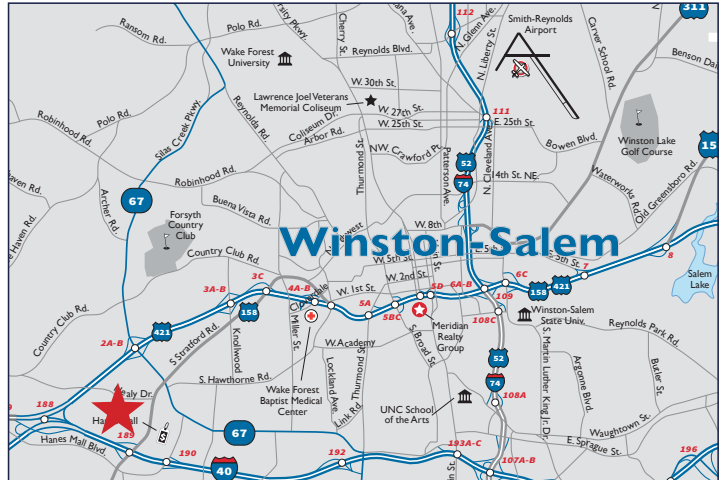 112
311
Ransom Rd.
Polo Rd.
Cherry St.
Reynolds Blvd.
N. Glenn Ave.
N. Liberty St.
Smith-Reynolds
Airport
Carver School Rd.
Wake Forest
University
W. 30th St.
Lawrence Joel Veterans
Memorial Coliseum
W. 27th St.
W. 25th St.
111
E. 25th St.
Robinhood Rd.
Polo Rd.
Silas Creek Pkwy.
Reynolda Rd.
Coliseum Dr.
Arbor Rd.
Thurmond St.
NW. Crawford Pl.
Patterson Ave.
52
74
N. Cleveland Ave.
14th St. NE.
Bowen Blvd.
Winston Lake
Golf Course
Waterworks Rd.
Old Greensboro Rd.
Robinhood Rd.
Archer Rd.
67
Buena Vista Rd.
Forsyth
Country
Club
Country Club Rd.
W. 8th
Winston-Salem
W. 5th St.
W. 2nd St.
W. 1st St.
3C
3A-B
4A-B
5A
5BC
5D
6A-B
6C
7
8
109
108C
158
421
Salem
Lake
Country Club Rd.
421
158
2A-B
S Stratford Rd.
Knollwood
Miller St.
Cloverdale
Meridian
Realty
Group
Winston-Salem
State Univ.
Reynolds Park Rd.
W. Academy
S. Broad St.
52
74
S. Martin Luther King Jr. Dr.
Argonne Blvd.
Butler St.
S. Hawthorne Rd.
Lockland Ave.
Thurmond St.
Link Rd.
Wake Forest
Baptist Medical
Center
UNC School
of the Arts
108A
188
Hanes Mall Blvd.
189
190
67
40
192
193A-C
107A-B
Waughtown St.
E. Sprague St.
196